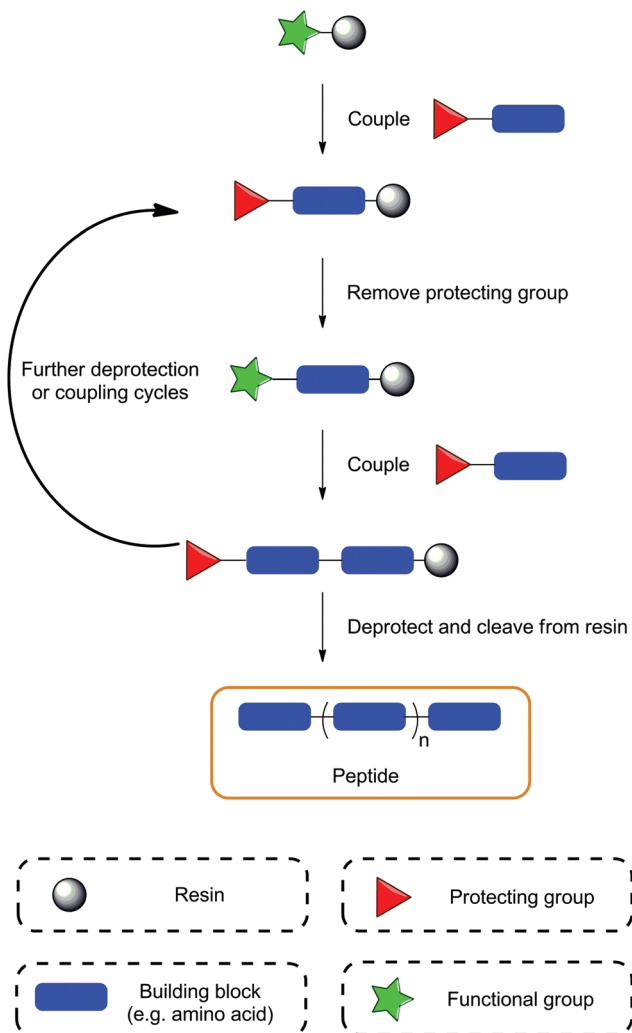 Couple
Remove protecting group
Further deprotection
or coupling cycles
Couple
Deprotect and cleave from resin
n
Peptide
Resin
Protecting group
Building block
(e.g. amino acid)
Functional group